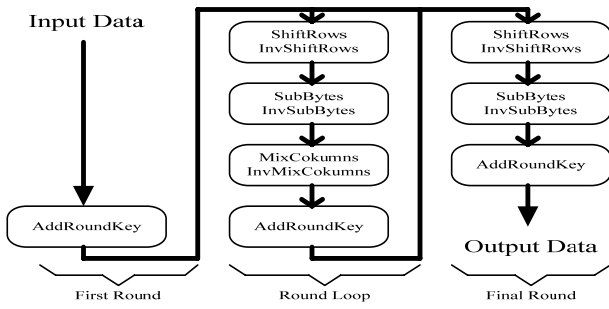 Input Data
AddRoundKey
First Round
ShiftRows
InvShiftRows
SubBytes
InvSubBytes
MixCokumns
InvMixCokumns
AddRoundKey
Round Loop
ShiftRows
InvShiftRows
SubBytes
InvSubBytes
AddRoundKey
Output Data
Final Round